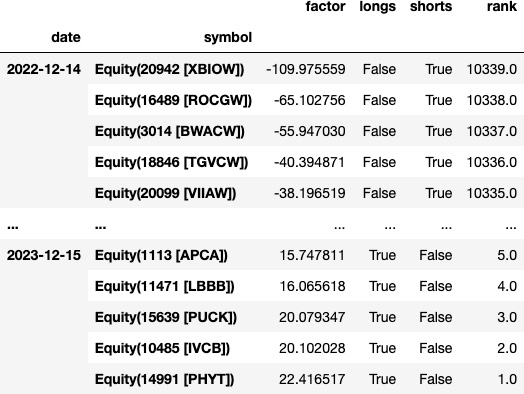 factor longs shorts rank
date symbol
2022-12-14 Equity(20942 [XBIOW]) -109.975559 False True 10339.0
Equity(16489 [ROCGW]) -65.102756 False True 10338.0
Equity(3014 [BWACW]) -55.947030 False True 10337.0
Equity(18846 [TGVCW]) -40.394871 False True 10336.0
Equity(20099 [VIIAW]) -38.196519 False True 10335.0
... ... ... ... ... ...
2023-12-15 Equity(1113 [APCA]) 15.747811 True False 5.0
Equity(11471 [LBBB]) 16.065618 True False 4.0
Equity(15639 [PUCK]) 20.079347 True False 3.0
Equity(10485 [IVCB]) 20.102028 True False 2.0
Equity(14991 [PHYT]) 22.416517 True False 1.0